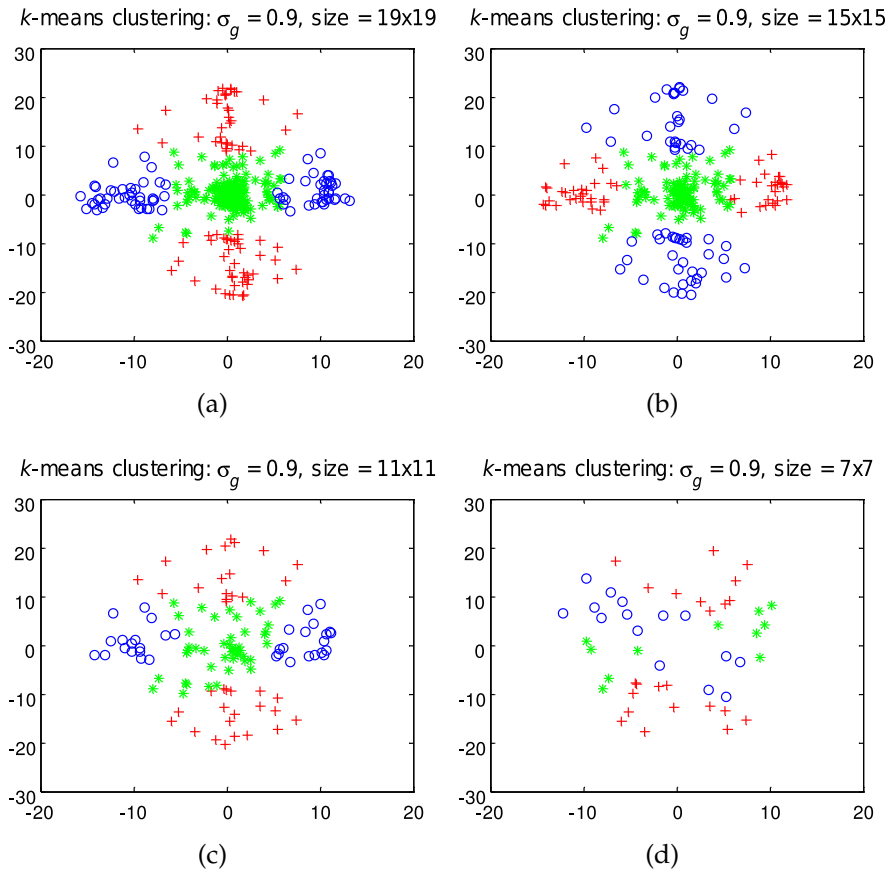 k-means clustering: σg = 0.9, size = 19x19
30
20
10
0
-10
-20
-30
-20 -10 0 10 20
(a)
k-means clustering: σg = 0.9, size = 15x15
30
20
10
0
-10
-20
-30
-20 -10 0 10 20
(b)
k-means clustering: σg = 0.9, size = 11x11
30
20
10
0
-10
-20
-30
-20 -10 0 10 20
(c)
k-means clustering: σg = 0.9, size = 7x7
30
20
10
0
-10
-20
-30
-20 -10 0 10 20
(d)